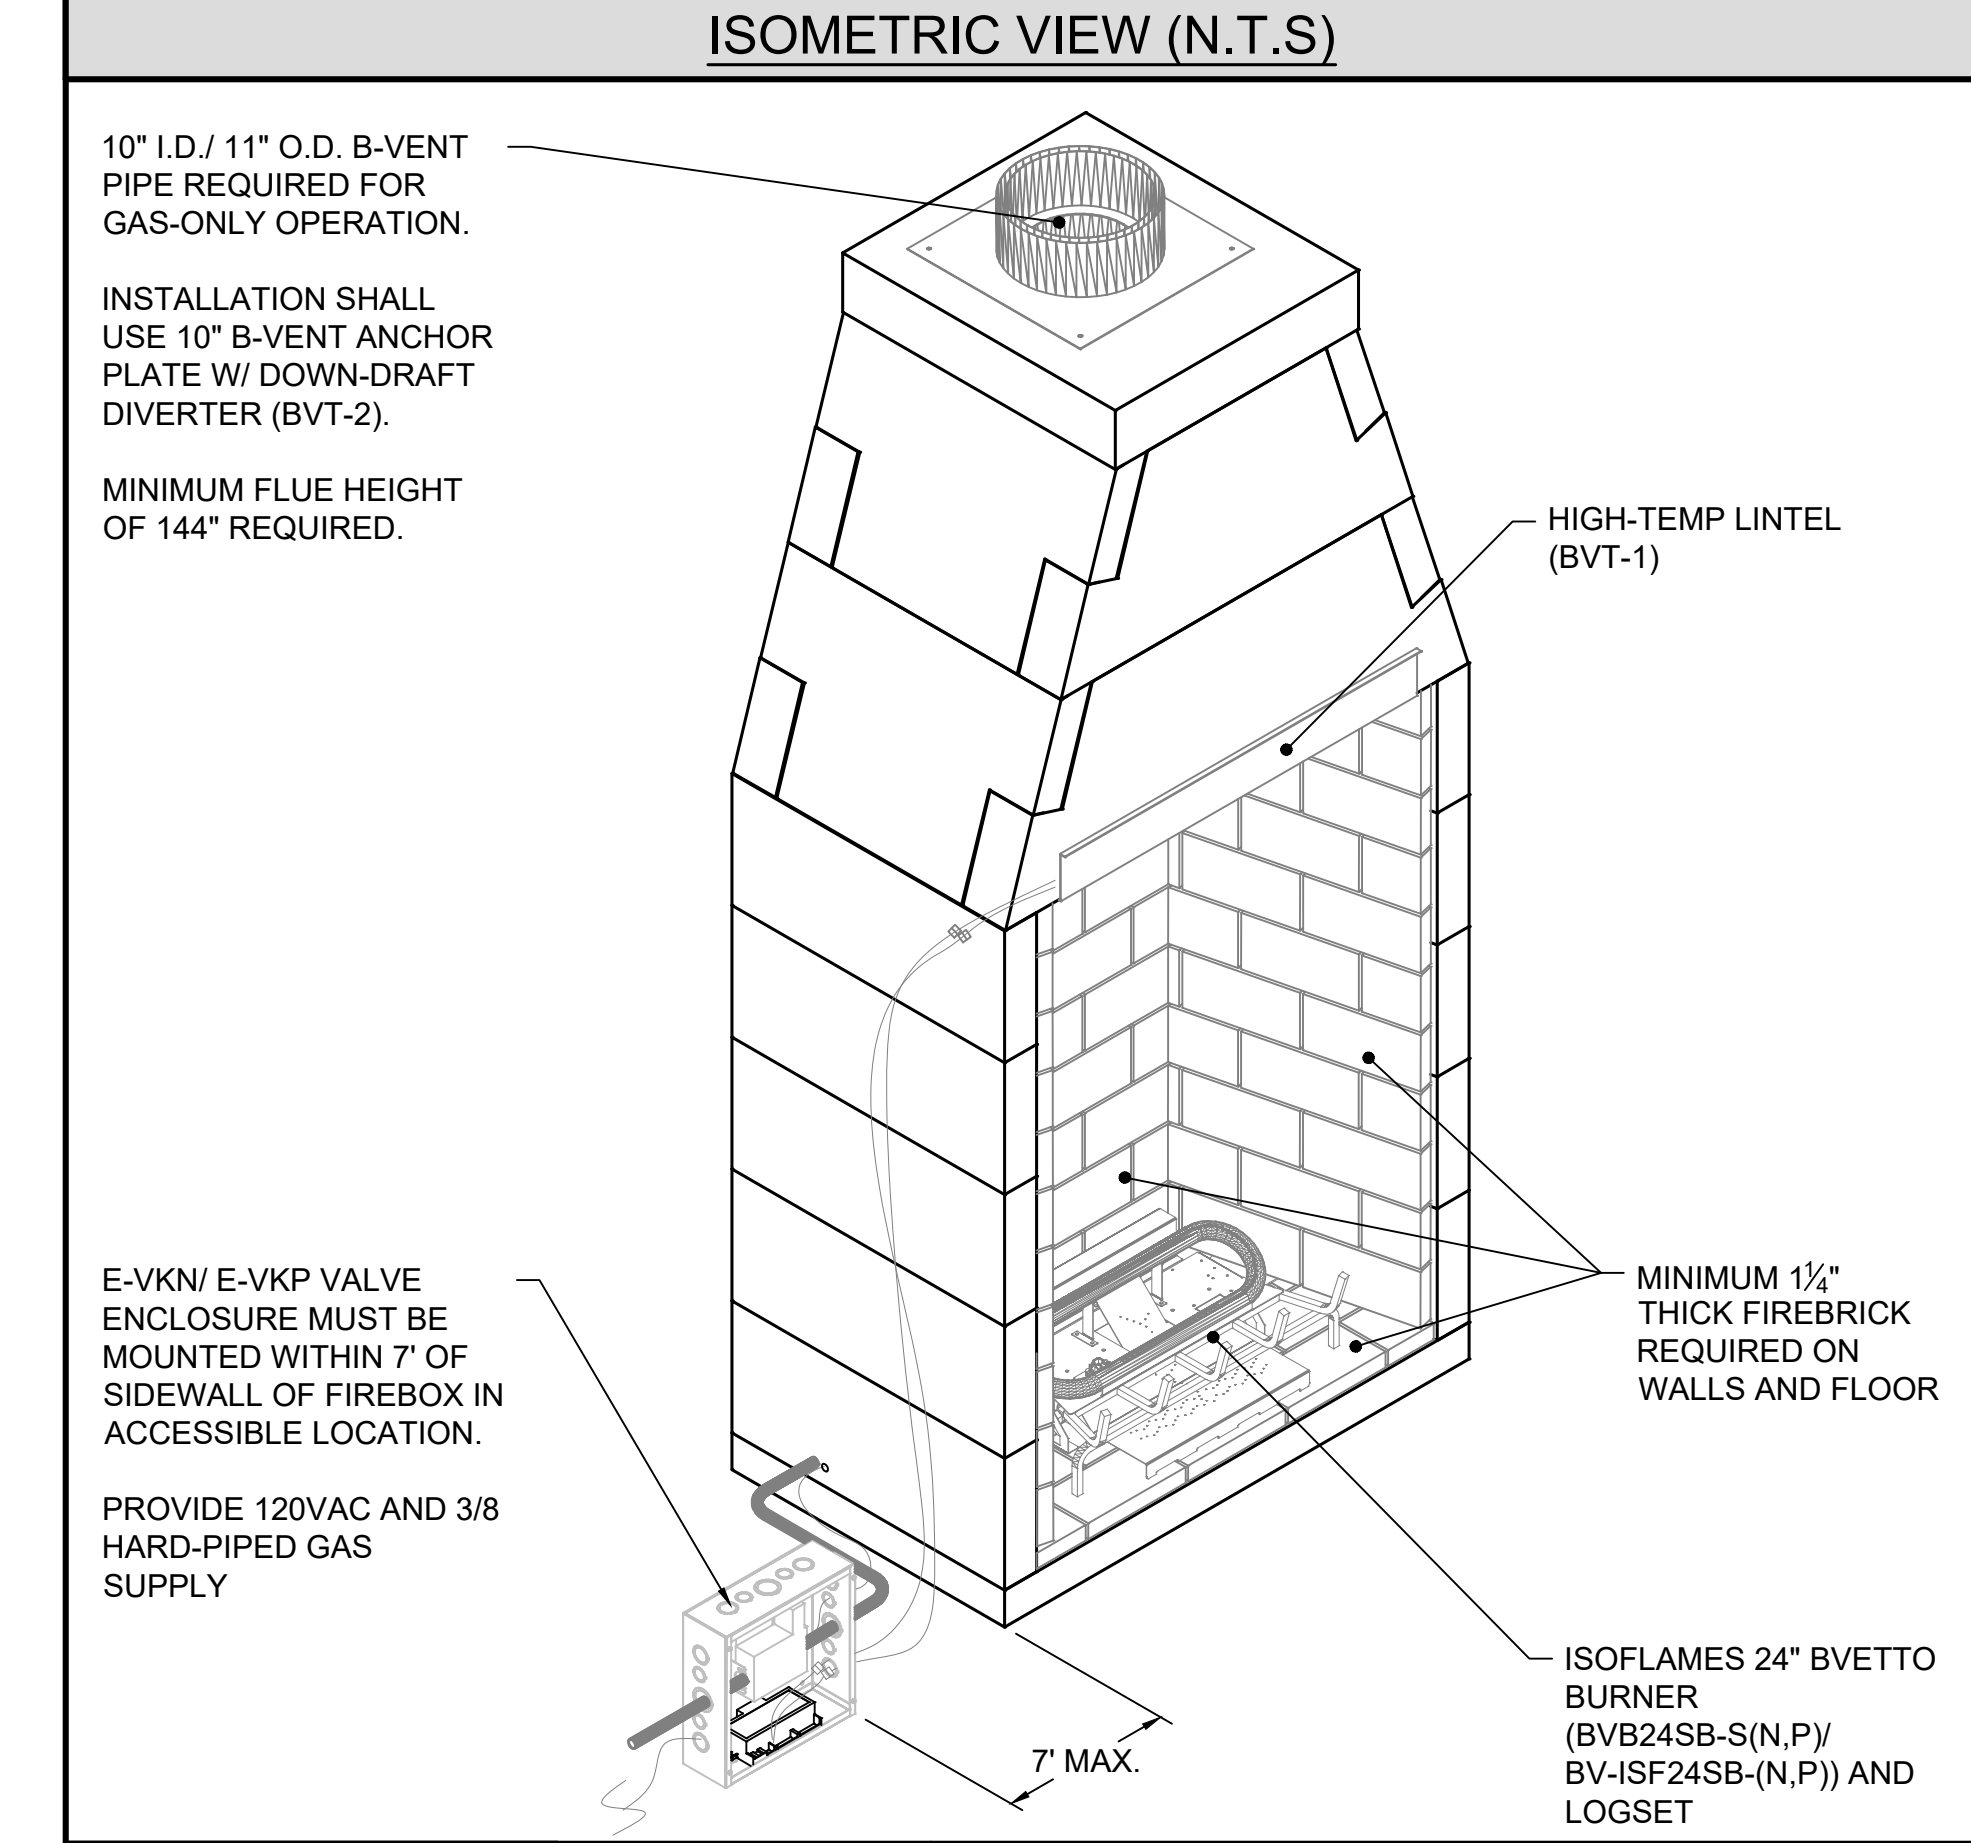 ISOMETRIC VIEW (N.T.S)
10" I.D./ 11" O.D. B-VENT
PIPE REQUIRED FOR
GAS-ONLY OPERATION.
INSTALLATION SHALL
USE 10" B-VENT ANCHOR
PLATE W/ DOWN-DRAFT
DIVERTER (BVT-2).
MINIMUM FLUE HEIGHT
OF 144" REQUIRED.
HIGH-TEMP LINTEL
(BVT-1)
E-VKN/ E-VKP VALVE
ENCLOSURE MUST BE
MOUNTED WITHIN 7' OF
SIDEWALL OF FIREBOX IN
ACCESSIBLE LOCATION.
PROVIDE 120VAC AND 3/8
HARD-PIPED GAS
SUPPLY
MINIMUM 1¼"
THICK FIREBRICK
REQUIRED ON
WALLS AND FLOOR
7' MAX.
ISOFLAMES 24" BVETTO
BURNER
(BVB24SB-S(N,P)/
BV-ISF24SB-(N,P)) AND
LOGSET